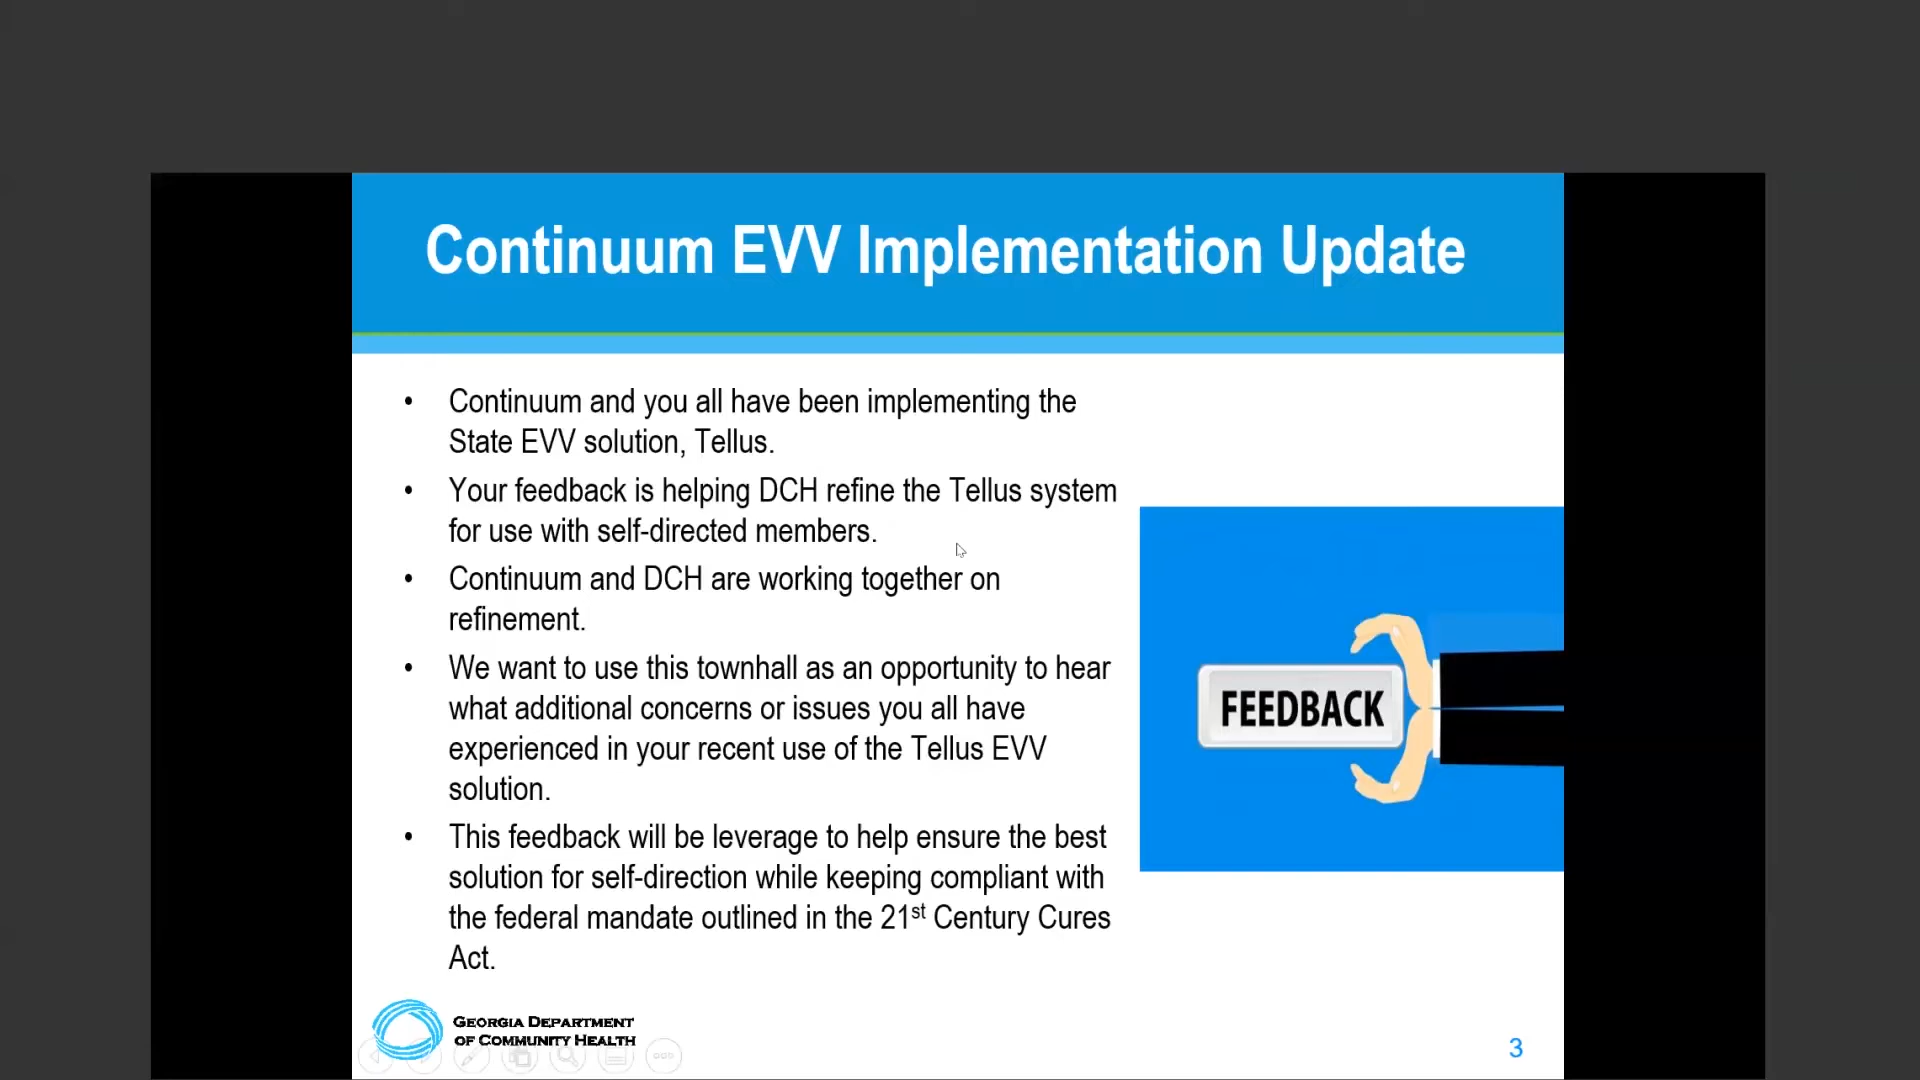 Continuum EVV Implementation Update
• Continuum and you all have been implementing the
State EVV solution, Tellus.
• Your feedback is helping DCH refine the Tellus system
for use with self-directed members.
• Continuum and DCH are working together on
refinement.
• We want to use this townhall as an opportunity to hear
what additional concerns or issues you all have
experienced in your recent use of the Tellus EVV
solution.
• This feedback will be leverage to help ensure the best
solution for self-direction while keeping compliant with
the federal mandate outlined in the 21st Century Cures
Act.
FEEDBACK
GEORGIA DEPARTMENT
OF COMMUNITY HEALTH
3